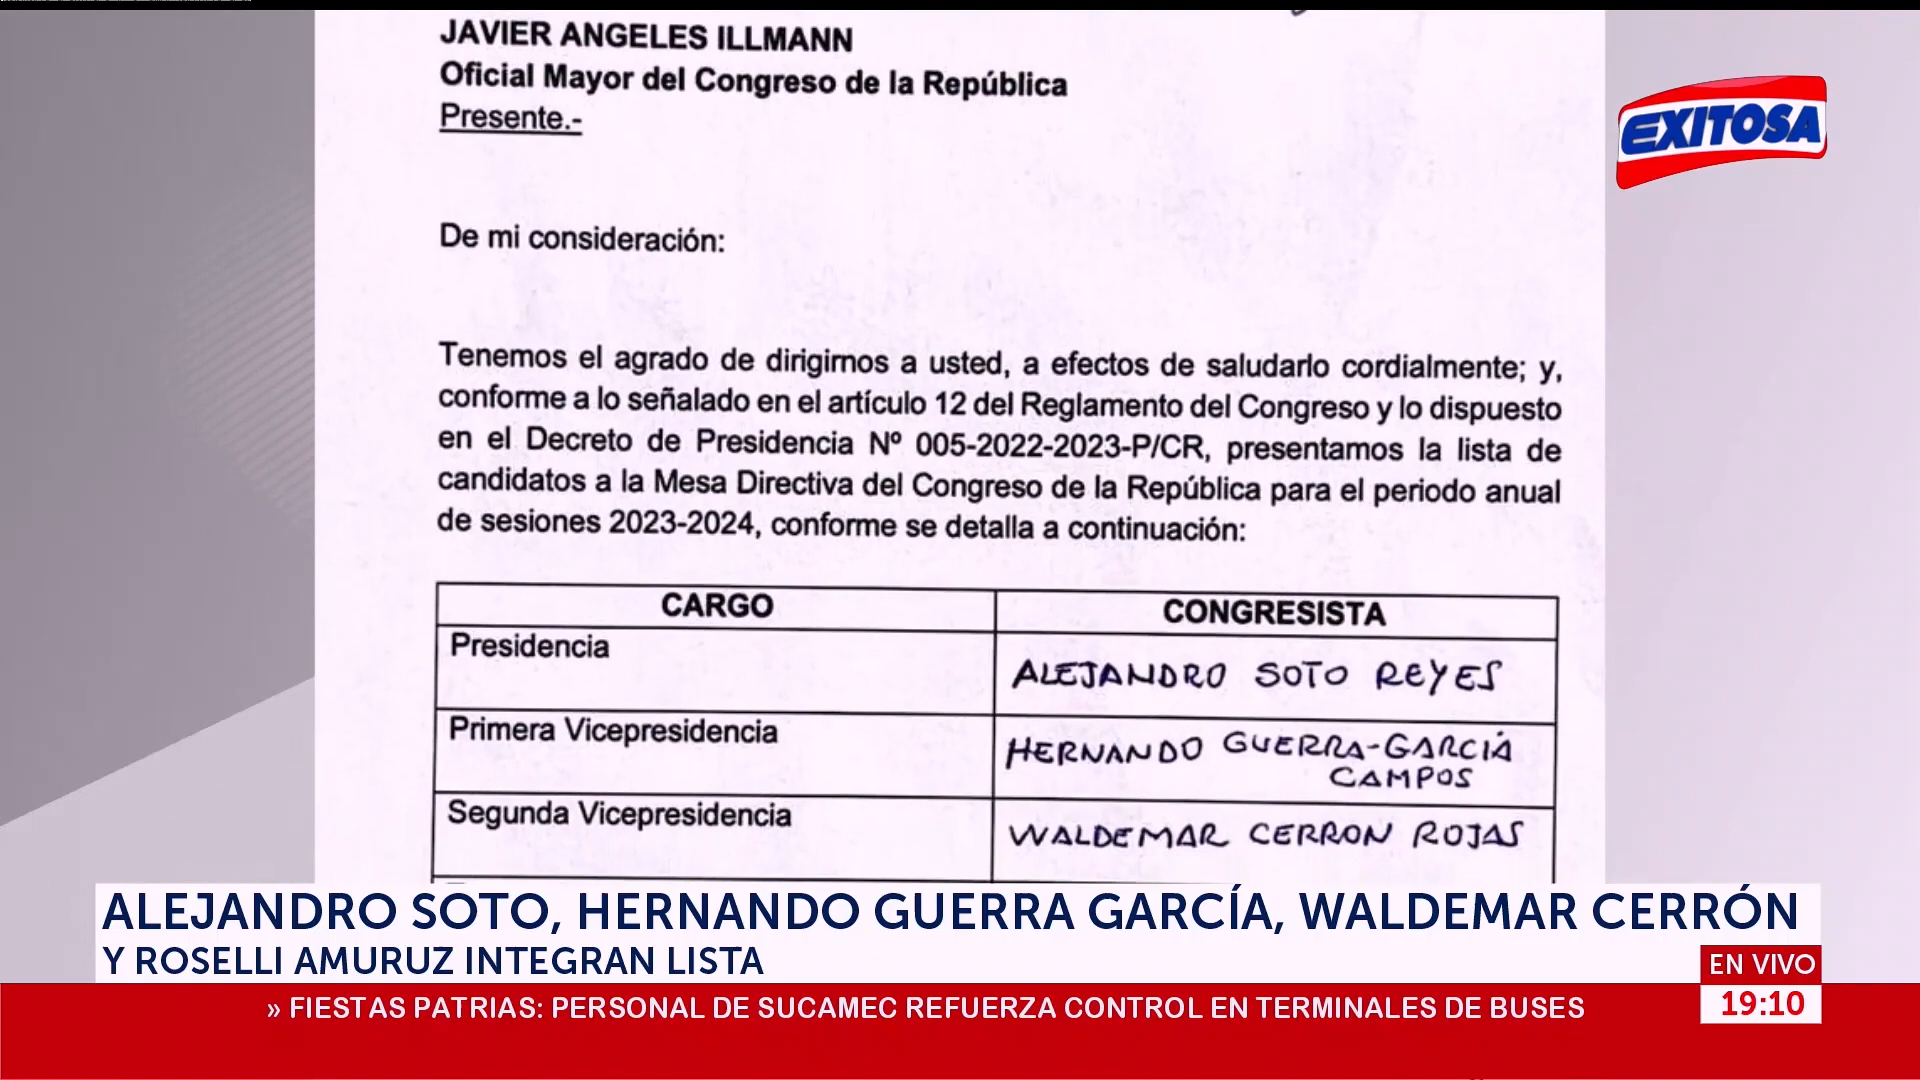 JAVIER ANGELES ILLMANN
Oficial Mayor del Congreso de la República
Presente.-
EXITOSA
De mi consideración:
Tenemos el agrado de dirigirnos a usted, a efectos de saludarlo cordialmente; y,
conforme a lo señalado en el artículo 12 del Reglamento del Congreso y lo dispuesto
en el Decreto de Presidencia Nº 005-2022-2023-P/CR, presentamos la lista de
candidatos a la Mesa Directiva del Congreso de la República para el periodo anual
de sesiones 2023-2024, conforme se detalla a continuación:
CARGO CONGRESISTA
Presidencia ALEJANDRO SOTO REYES
Primera Vicepresidencia HERNANDO GUERRA-GARCIÁ
CAMPOS
Segunda Vicepresidencia WALDEMAR CERRON ROJAS
ALEJANDRO SOTO, HERNANDO GUERRA GARCÍA, WALDEMAR CERRÓN
Y ROSELLI AMURUZ INTEGRAN LISTA
EN VIVO
» FIESTAS PATRIAS: PERSONAL DE SUCAMEC REFUERZA CONTROL EN TERMINALES DE BUSES
19:10